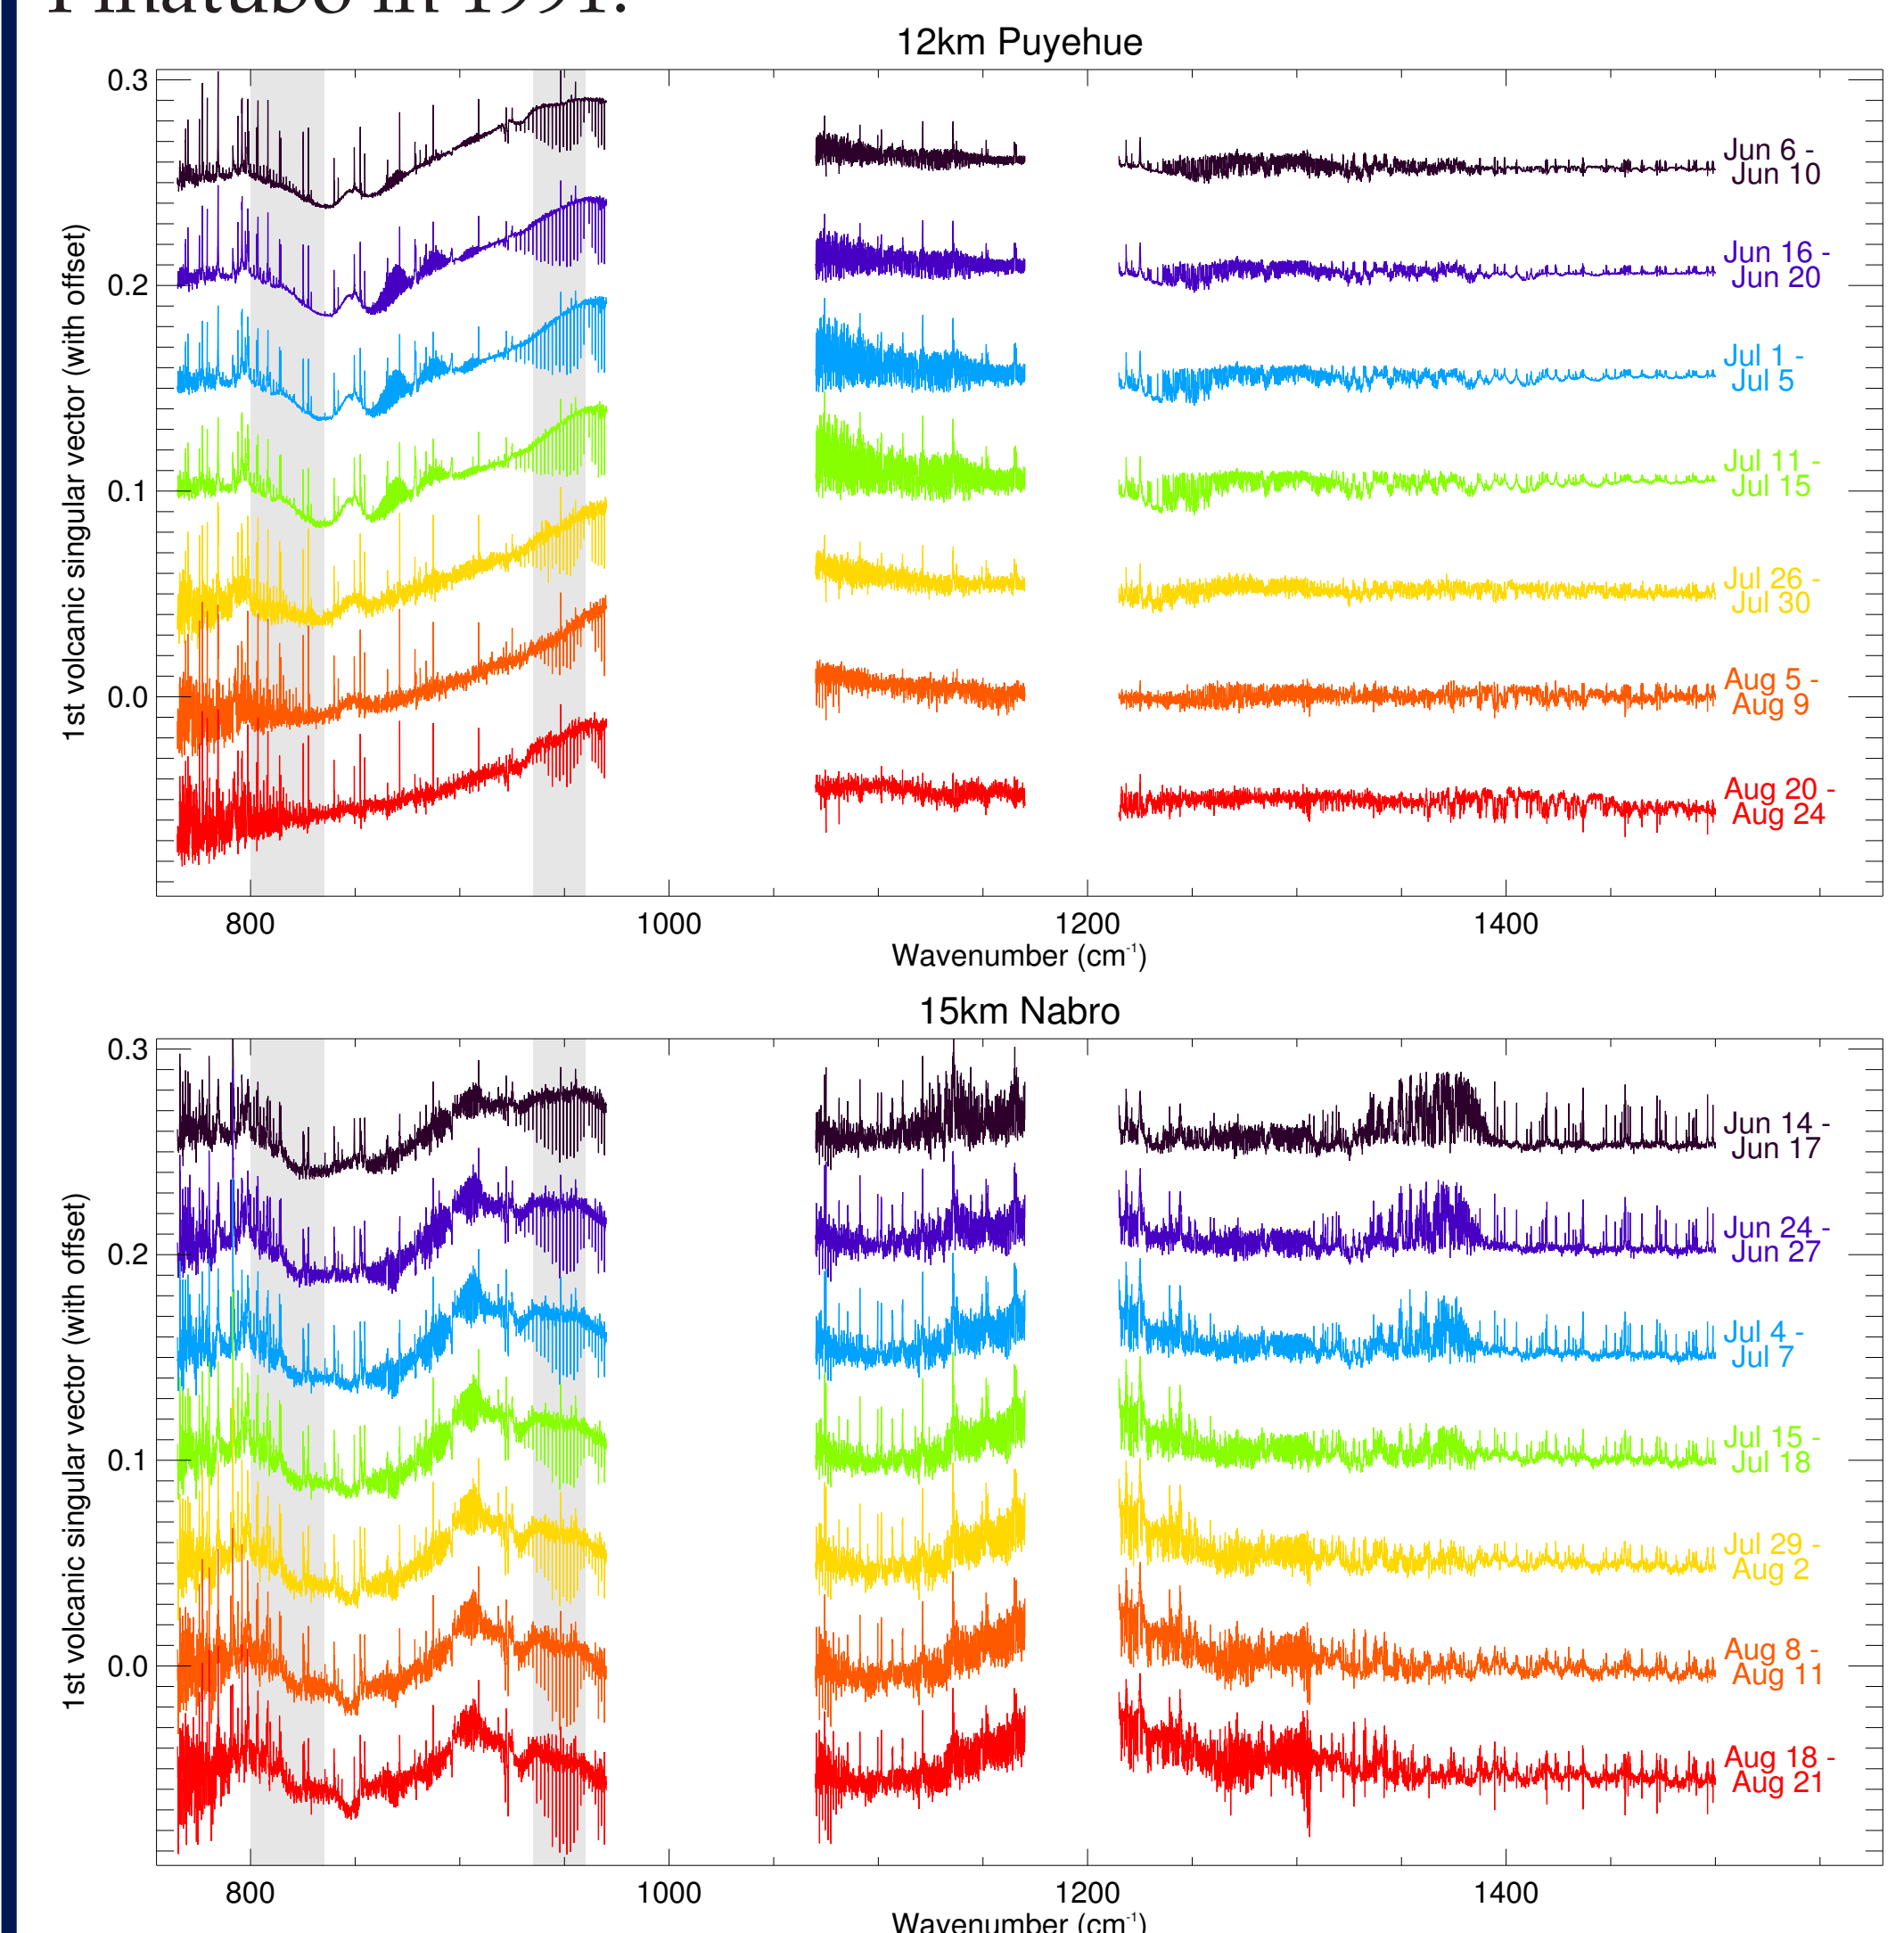 Pinatubo in 1991.
12km Puyehue
0.3
0.2
0.1
0.0
1st volcanic singular vector (with offset)
Jun 6 -
Jun 10
Jun 16 -
Jun 20
Jul 1 -
Jul 5
Jul 11 -
Jul 15
Jul 26 -
Jul 30
Aug 5 -
Aug 9
Aug 20 -
Aug 24
800
1000
1200
1400
Wavenumber (cm-1)
15km Nabro
0.3
0.2
0.1
0.0
1st volcanic singular vector (with offset)
Jun 14 -
Jun 17
Jun 24 -
Jun 27
Jul 4 -
Jul 7
Jul 15 -
Jul 18
Jul 29 -
Aug 2
Aug 8 -
Aug 11
Aug 18 -
Aug 21
800
1000
1200
1400
Wavenumber (cm-1)